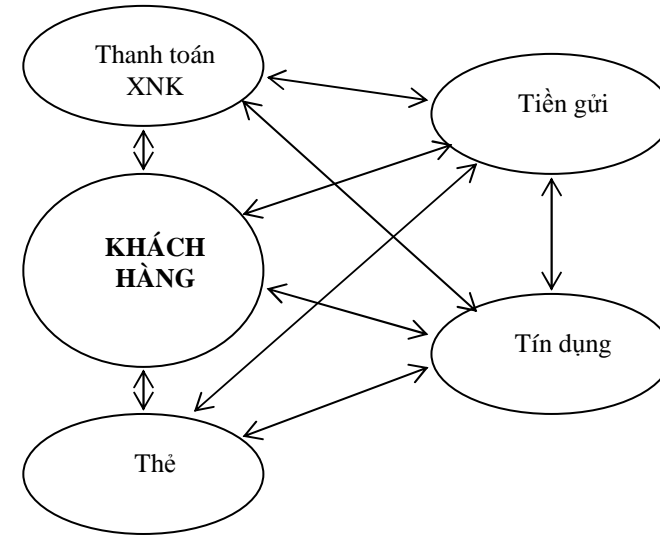 Thanh toán
XNK
Tiền gửi
KHÁCH
HÀNG
Tín dụng
Thẻ